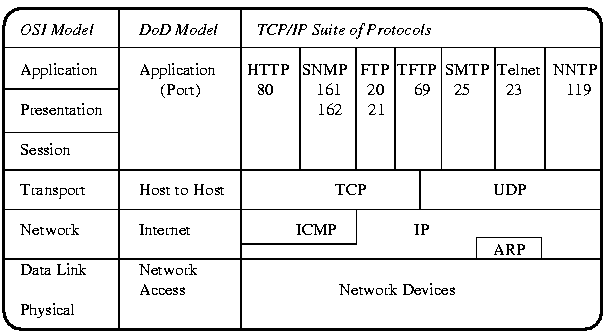 OSI Model DoD Model TCP/IP Suite of Protocols
Application Application HTTP SNMP FTP TFTP SMTP Telnet NNTP
(Port) 80 161 20 69 25 23 119
Presentation 162 21
Session
Transport Host to Host TCP UDP
Network Internet ICMP IP
ARP
Data Link Network
Access Network Devices
Physical